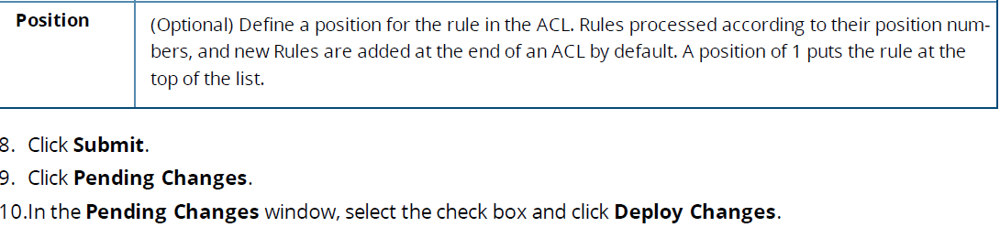 Position
(Optional) Define a position for the rule in the ACL. Rules processed according to their position num-
bers, and new Rules are added at the end of an ACL by default. A position of 1 puts the rule at the
top of the list.
8. Click Submit.
9. Click Pending Changes.
10.In the Pending Changes window, select the check box and click Deploy Changes.